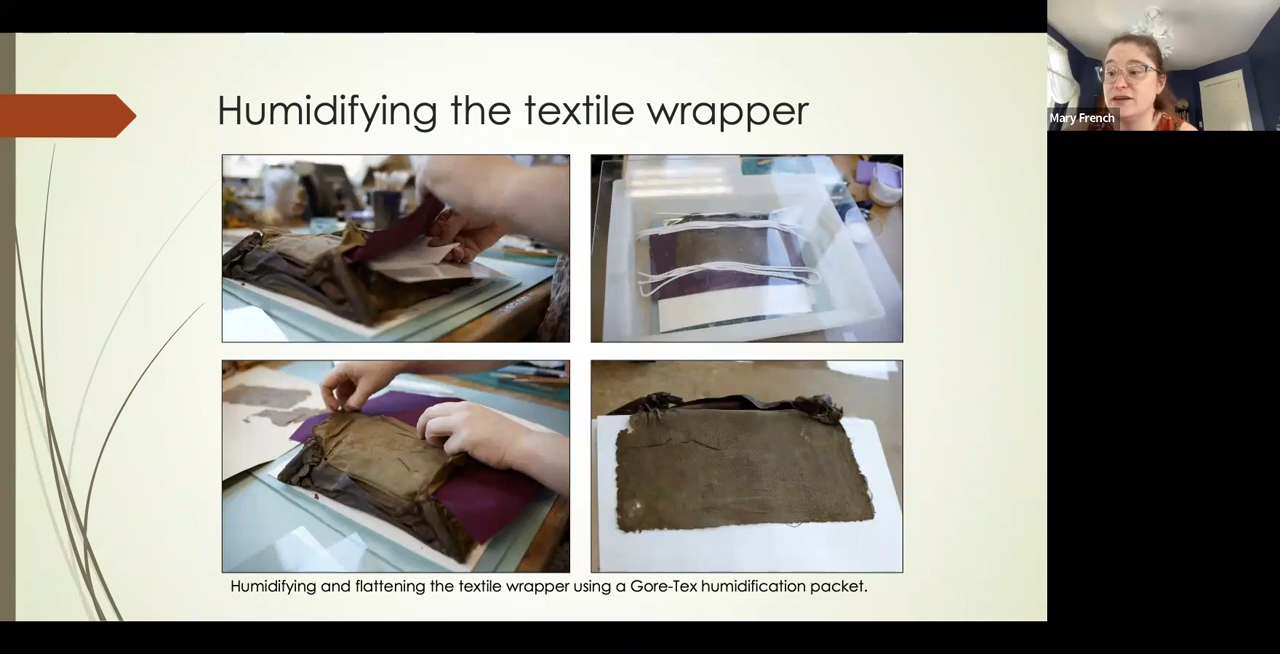 Humidifying the textile wrapper
Mary French
Humidifying and flattening the textile wrapper using a Gore-Tex humidification packet.